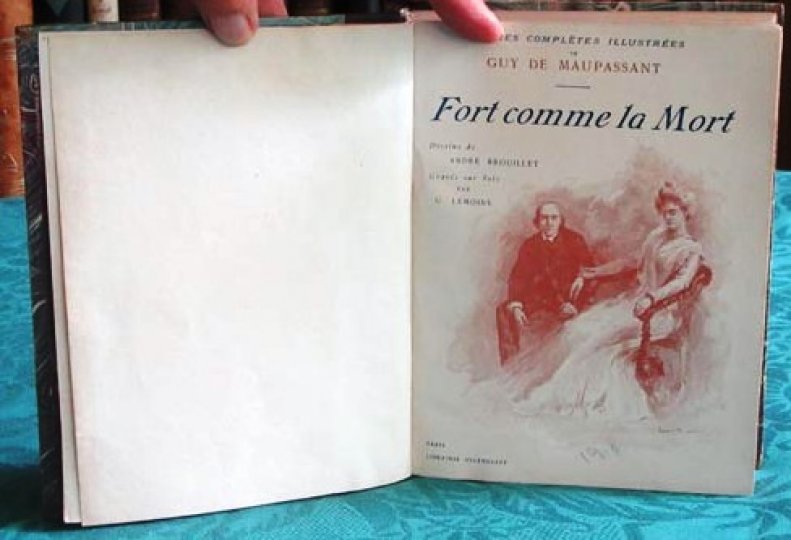 RES COMPLÈTES ILLUSTRÉES
DE
GUY DE MAUPASSANT
Fort comme la Mort
Dessins de
ANDRÉ BROUILLET
Gravés sur bois
PAR
G. LEMOINE
PARIS
LIBRAIRIE OLLENDORFF